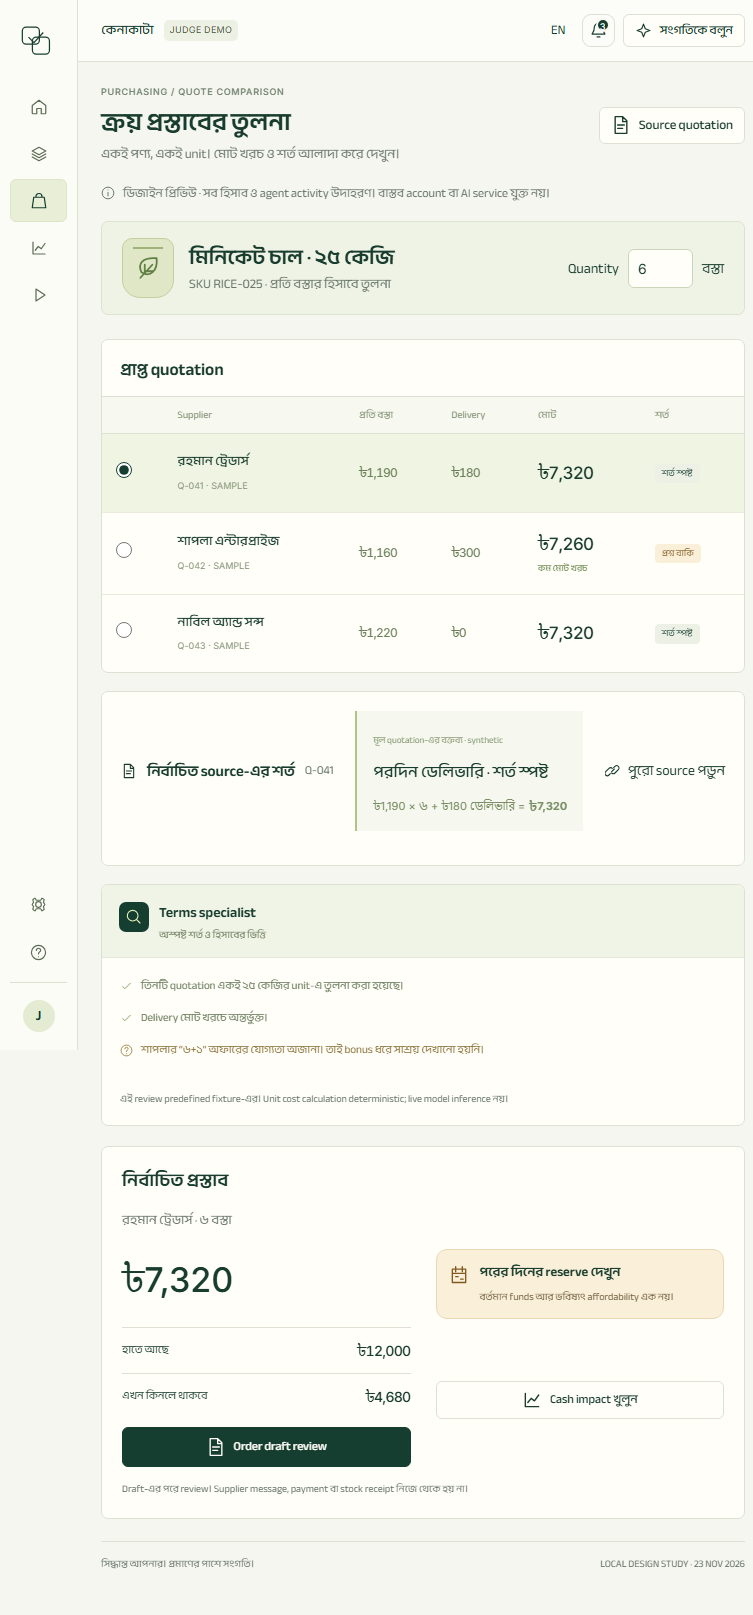 কেনাকাটা JUDGE DEMO EN 3 সংগতিকে বলুন
PURCHASING / QUOTE COMPARISON
ক্রয় প্রস্তাবের তুলনা
Source quotation
একই পণ্য, একই unit। মোট খরচ ও শর্ত আলাদা করে দেখুন।
ডিজাইন প্রিভিউ · সব হিসাব ও agent activity উদাহরণ। বাস্তব account বা AI service যুক্ত নয়।
মিনিকেট চাল · ২৫ কেজি
SKU RICE-025 · প্রতি বস্তার হিসাবে তুলনা
Quantity 6 বস্তা
প্রাপ্ত quotation
Supplier প্রতি বস্তা Delivery মোট শর্ত
রহমান ট্রেডার্স ৳1,190 ৳180 ৳7,320 শর্ত স্পষ্ট
Q-041 · SAMPLE
শাপলা এন্টারপ্রাইজ ৳1,160 ৳300 ৳7,260 প্রশ্ন বাকি
Q-042 · SAMPLE কম মোট খরচ
নাবিল অ্যান্ড সন্স ৳1,220 ৳0 ৳7,320 শর্ত স্পষ্ট
Q-043 · SAMPLE
নির্বাচিত source-এর শর্ত Q-041
মূল quotation-এর বক্তব্য · synthetic
পরদিন ডেলিভারি · শর্ত স্পষ্ট
৳1,190 × ৬ + ৳180 ডেলিভারি = ৳7,320
পুরো source পড়ুন
Terms specialist
অস্পষ্ট শর্ত ও হিসাবের ভিত্তি
তিনটি quotation একই ২৫ কেজির unit-এ তুলনা করা হয়েছে।
Delivery মোট খরচে অন্তর্ভুক্ত।
শাপলার "৬+১" অফারের যোগ্যতা অজানা। তাই bonus ধরে সাশ্রয় দেখানো হয়নি।
এই review predefined fixture-এর। Unit cost calculation deterministic; live model inference নয়।
নির্বাচিত প্রস্তাব
রহমান ট্রেডার্স · ৬ বস্তা
৳7,320
হাতে আছে ৳12,000
এখন কিনলে থাকবে ৳4,680
Order draft review
পরের দিনের reserve দেখুন
বর্তমান funds আর ভবিষ্যৎ affordability এক নয়।
Cash impact খুলুন
Draft-এর পরে review। Supplier message, payment বা stock receipt নিজে থেকে হয় না।
J
সিদ্ধান্ত আপনার। প্রমাণের পাশে সংগতি।
LOCAL DESIGN STUDY · 23 NOV 2026